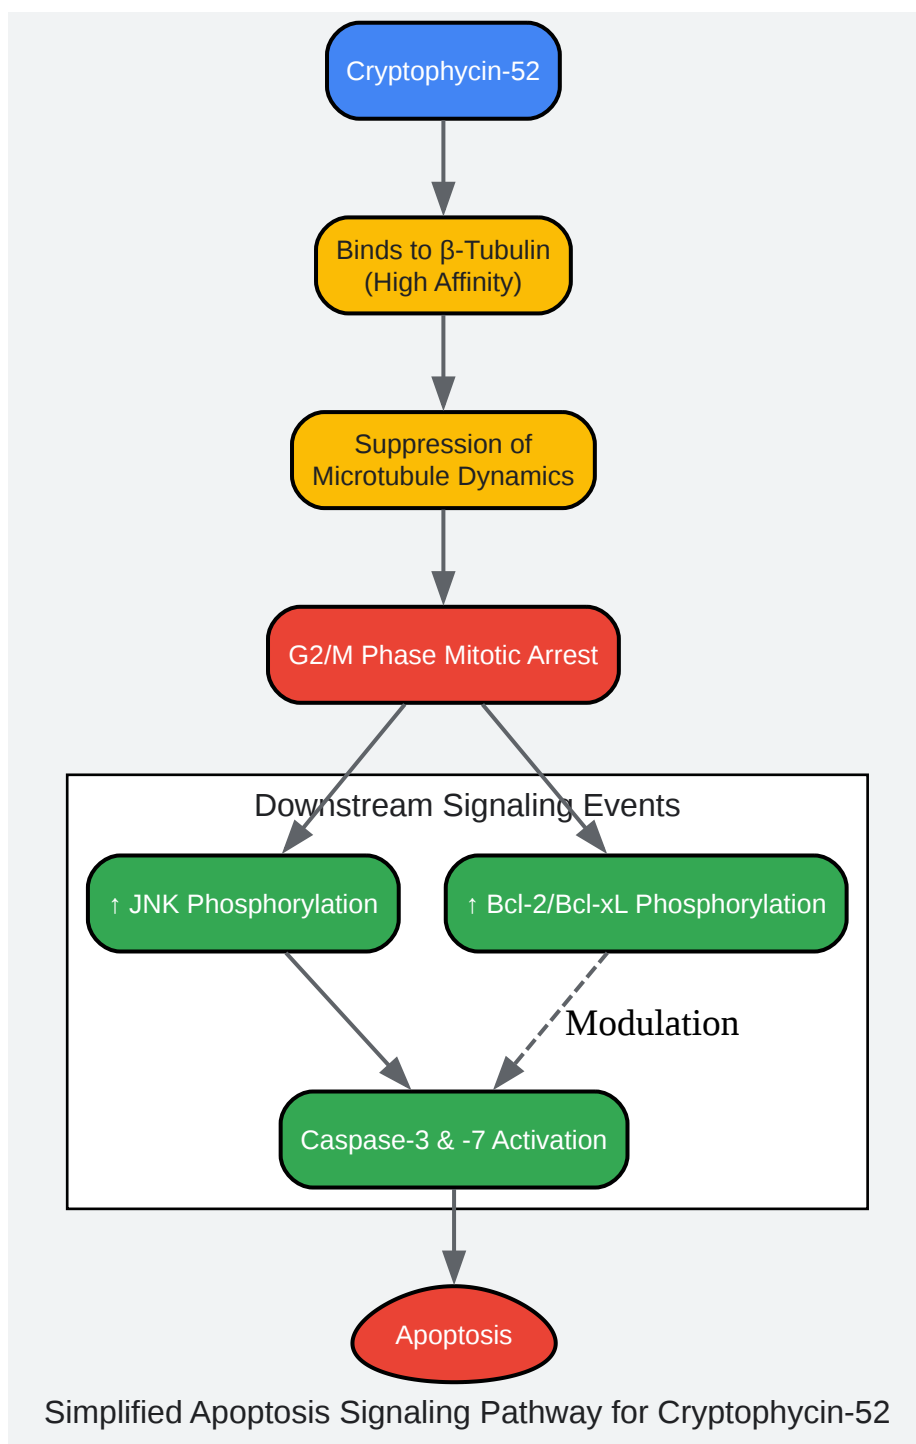 Cryptophycin-52
Binds to β-Tubulin
(High Affinity)
Suppression of
Microtubule Dynamics
G2/M Phase Mitotic Arrest
Downstream Signaling Events
↑ JNK Phosphorylation
↑ Bcl-2/Bcl-xL Phosphorylation
Modulation
Caspase-3 & -7 Activation
Apoptosis
Simplified Apoptosis Signaling Pathway for Cryptophycin-52